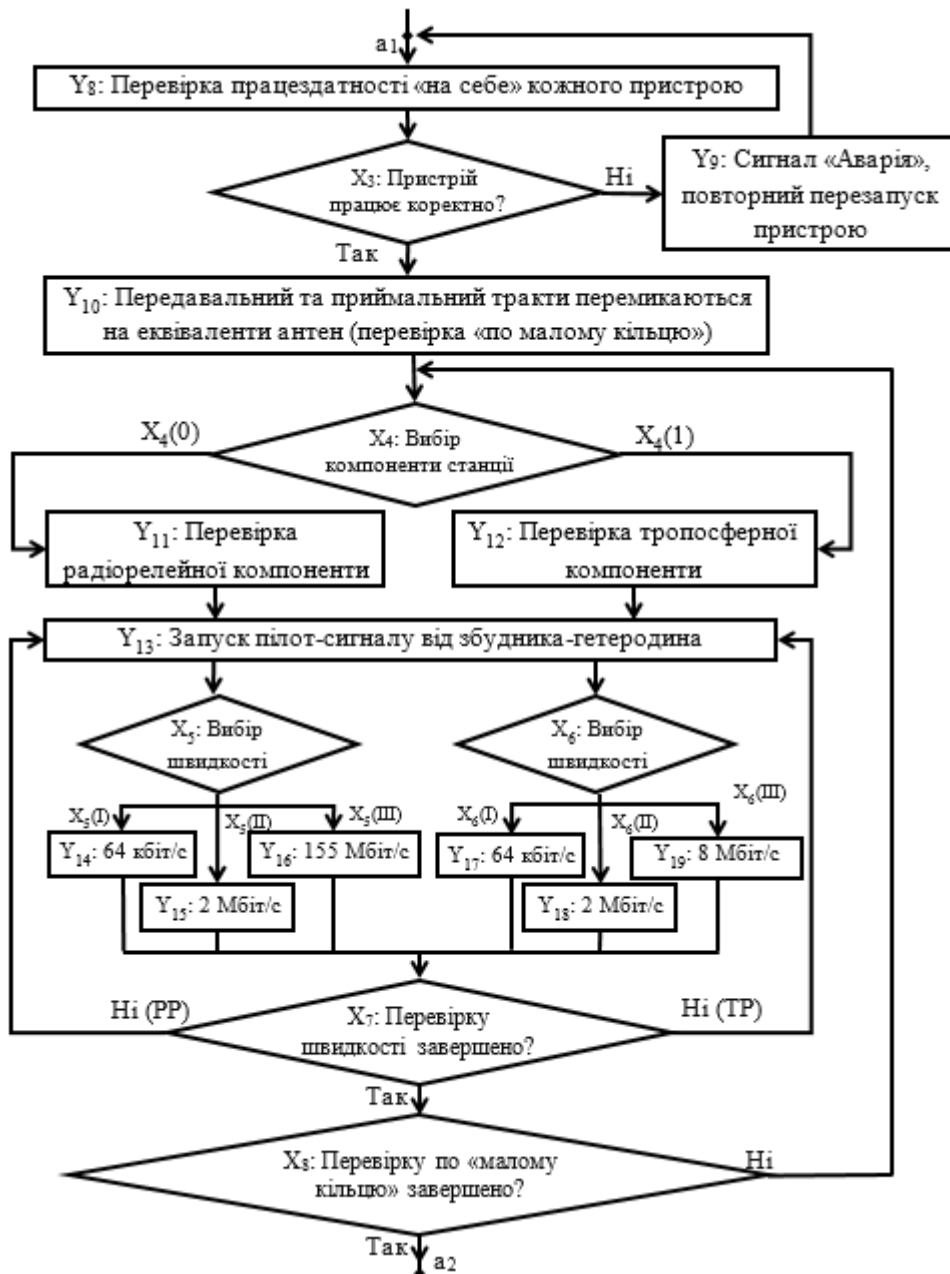 a1
Y8: Перевірка працездатності «на себе» кожного пристрою
X3: Пристрій
працює коректно?
Ні
Y9: Сигнал «Аварія»,
повторний перезапуск
пристрою
Так
Y10: Передавальний та приймальний тракти перемикаються
на еквіваленти антен (перевірка «по малому кільцю»)
X4(0)
X4: Вибір
компоненти станції
X4(1)
Y11: Перевірка
радіорелейної компоненти
Y12: Перевірка тропосферної
компоненти
Y13: Запуск пілот-сигналу від збудника-гетеродина
X5: Вибір
швидкості
X6: Вибір
швидкості
X5(I)
X5(II)
X5(III)
X6(I)
X6(II)
X6(III)
Y14: 64 кбіт/с
Y16: 155 Мбіт/с
Y17: 64 кбіт/с
Y19: 8 Мбіт/с
Y15: 2 Мбіт/с
Y18: 2 Мбіт/с
Ні (РР)
X7: Перевірку
швидкості завершено?
Ні (ТР)
Так
X8: Перевірку по «малому
кільцю» завершено?
Ні
Так
a2